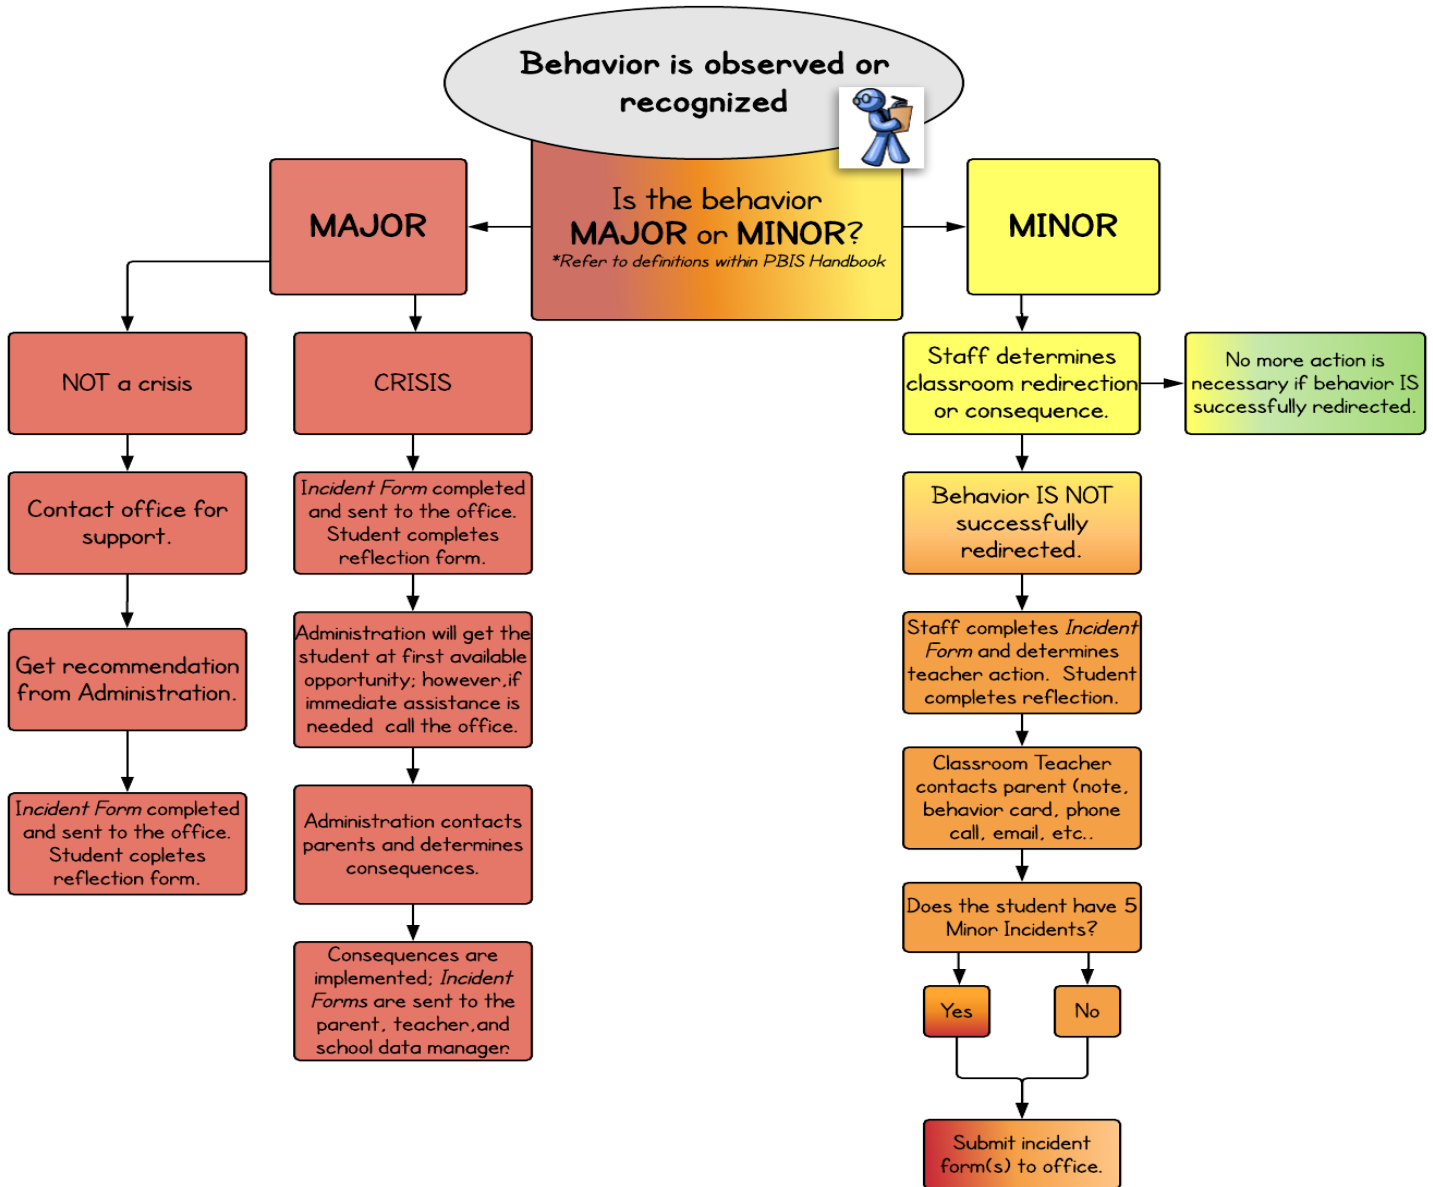 Behavior is observed or
recognized
Is the behavior
MAJOR or MINOR?
*Refer to definitions within PBIS Handbook
MAJOR
MINOR
NOT a crisis
CRISIS
Staff determines
classroom redirection
or consequence.
No more action is
necessary if behavior IS
successfully redirected.
Contact office for
support.
Incident Form completed
and sent to the office.
Student completes
reflection form.
Behavior IS NOT
successfully
redirected.
Get recommendation
from Administration.
Administration will get the
student at first available
opportunity; however,if
immediate assistance is
needed call the office.
Staff completes Incident
Form and determines
teacher action. Student
completes reflection.
Incident Form completed
and sent to the office.
Student copletes
reflection form.
Administration contacts
parents and determines
consequences.
Classroom Teacher
contacts parent (note,
behavior card, phone
call, email, etc..
Consequences are
implemented; Incident
Forms are sent to the
parent, teacher,and
school data manager.
Does the student have 5
Minor Incidents?
Yes
No
Submit incident
form(s) to office.